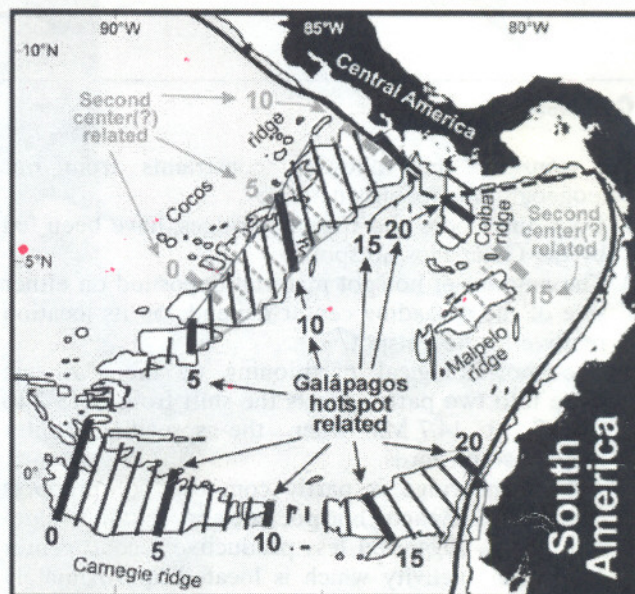 90°W
85°W
80°W
10°N
Central America
Second
center(?)
related
10
ridge
Cocos
5
0
5°N
15
20
Colban
ridge
Second
center(?)
related
15
Malpelo
ridge
10
5
Galápagos
hotspot
related
20
0°
0
5
10
15
Carnegie ridge
South
America